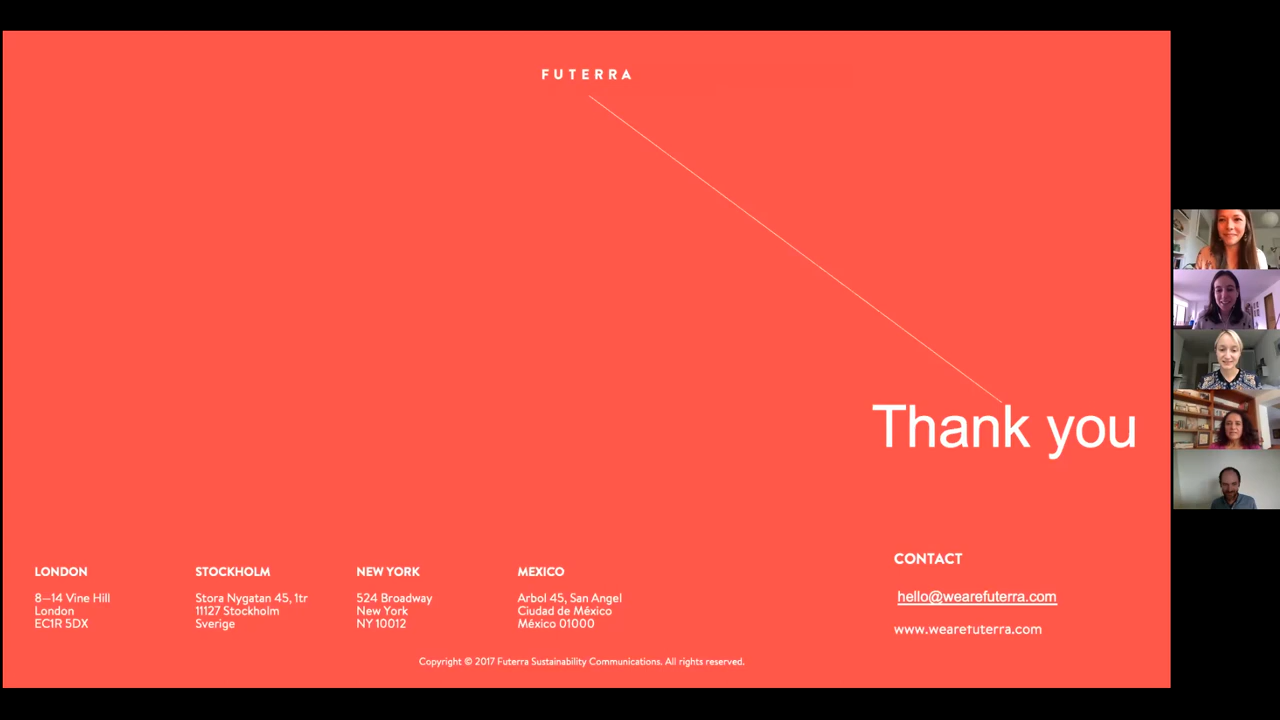 FUTERRA
Thank you
LONDON
8—14 Vine Hill
London
EC1R 5DX
STOCKHOLM
Stora Nygatan 45, 1tr
11127 Stockholm
Sverige
NEW YORK
524 Broadway
New York
NY 10012
MEXICO
Arbol 45, San Angel
Ciudad de México
México 01000
CONTACT
hello@wearefuterra.com
www.wearefuterra.com
Copyright © 2017 Futerra Sustainability Communications. All rights reserved.